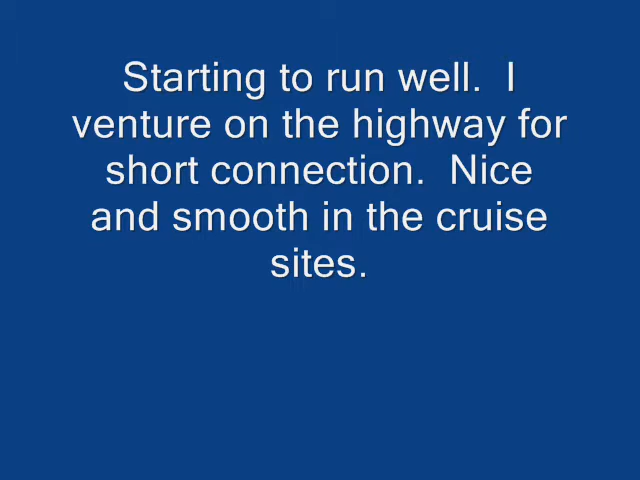 Starting to run well.  I
venture on the highway for
short connection.  Nice
and smooth in the cruise
sites.